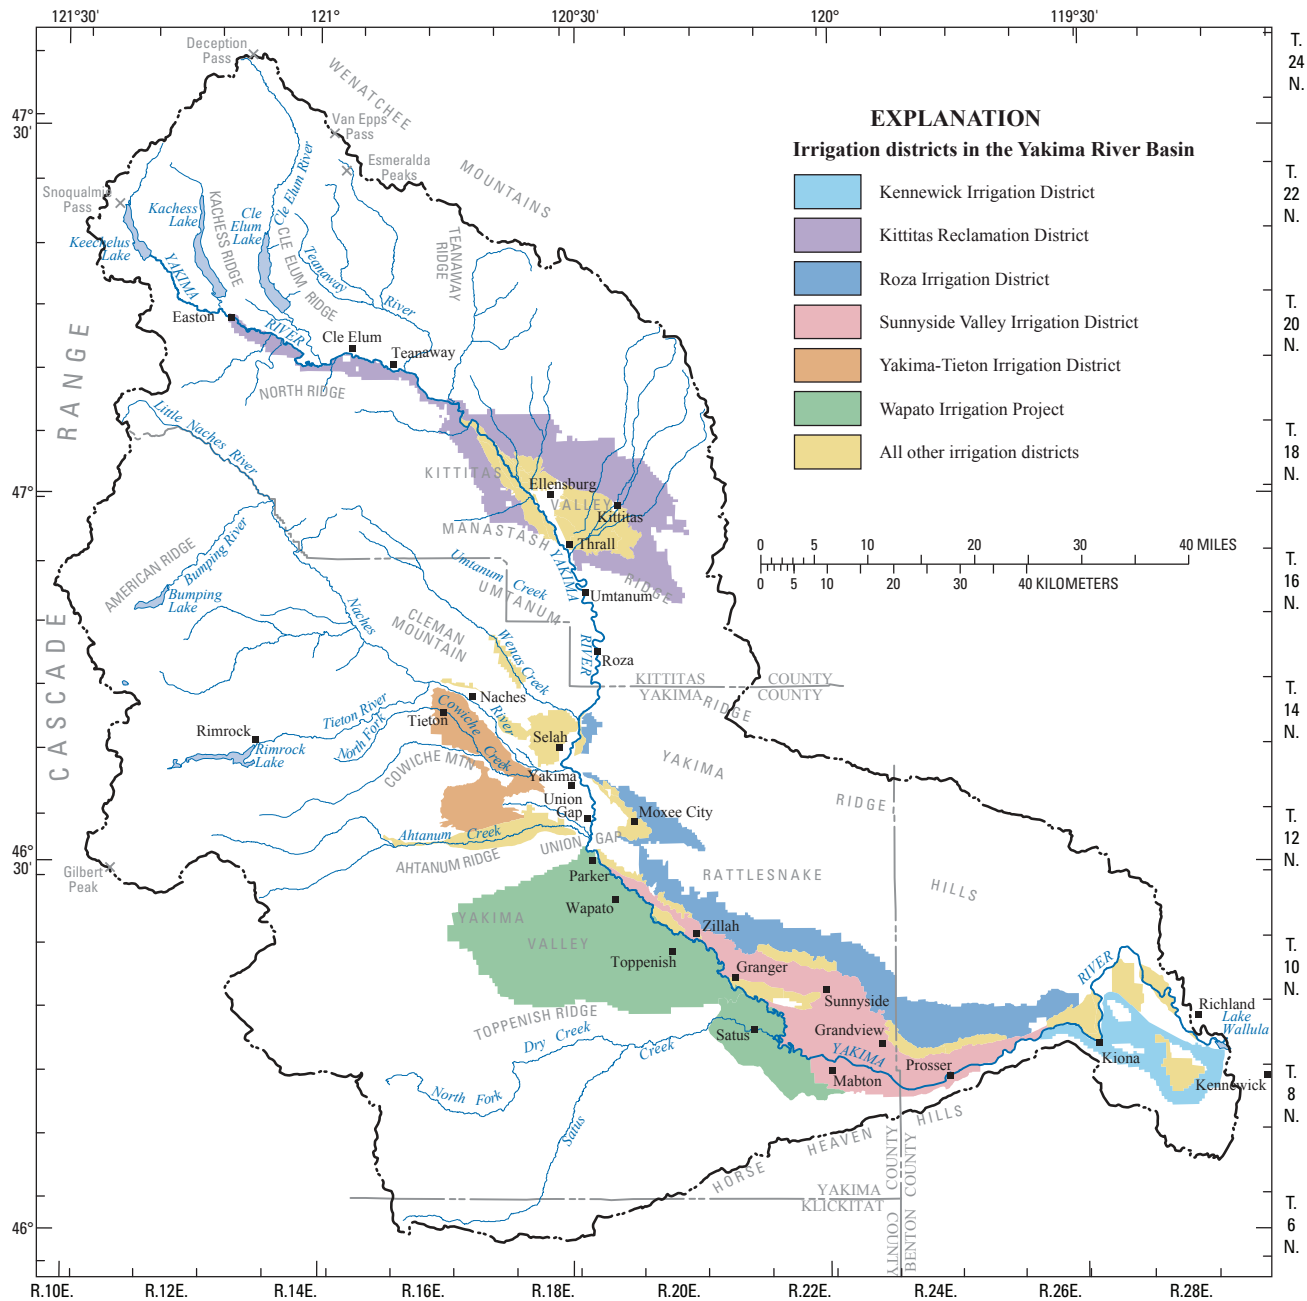 121°30'
121°
120°30'
120°
119°30'
T.
24
N.
T.
22
N.
T.
20
N.
T.
18
N.
T.
16
N.
T.
14
N.
T.
12
N.
T.
10
N.
T.
8
N.
T.
6
N.
47°
30'
47°
46°
30'
46°
EXPLANATION
Irrigation districts in the Yakima River Basin
Kennewick Irrigation District
Kittitas Reclamation District
Roza Irrigation District
Sunnyside Valley Irrigation District
Yakima-Tieton Irrigation District
Wapato Irrigation Project
All other irrigation districts
0 5 10 20 30 40 MILES
0 5 10 20 30 40 KILOMETERS
Deception
Pass
WENATCHEE
MOUNTAINS
Van Epps
Pass
Esmeralda
Peaks
Snoqualmie
Pass
Keechelus
Lake
Kachess
Lake
KACHESS RIDGE
Cle
Elum
Lake
Cle Elum River
CLE ELUM RIDGE
Teanaway
River
TEANAWAY
RIDGE
YAKIMA
RIVER
Easton
Cle Elum
Teanaway
NORTH RIDGE
CASCADE
RANGE
Little Naches River
KITTITAS
VALLEY
Ellensburg
Kittitas
Thrall
MANASTASH
RIDGE
AMERICAN RIDGE
Bumping River
Bumping
Lake
Naches
River
Umtanum Creek
UMTANUM
RIDGE
YAKIMA
RIVER
Umtanum
CLEMAN
MOUNTAIN
Wenas Creek
Roza
KITTITAS COUNTY
YAKIMA COUNTY
Naches
Tieton
Tieton River
North Fork
Cowiche Creek
Rimrock
Rimrock
Lake
COWICHE MTN
Selah
Yakima
YAKIMA
RIDGE
Union
Gap
Moxee City
Ahtanum Creek
AHTANUM RIDGE
UNION GAP
Gilbert
Peak
Parker
RATTLESNAKE
HILLS
Wapato
YAKIMA
VALLEY
Zillah
Toppenish
Granger
Sunnyside
TOPPENISH RIDGE
Satus
Dry Creek
Grandview
YAKIMA
RIVER
Mabton
Prosser
North Fork
Satus
Creek
HORSE HEAVEN HILLS
Richland
Lake
Wallula
Kiona
Kennewick
YAKIMA COUNTY
KLICKITAT COUNTY
BENTON COUNTY
R.10E.
R.12E.
R.14E.
R.16E.
R.18E.
R.20E.
R.22E.
R.24E.
R.26E.
R.28E.